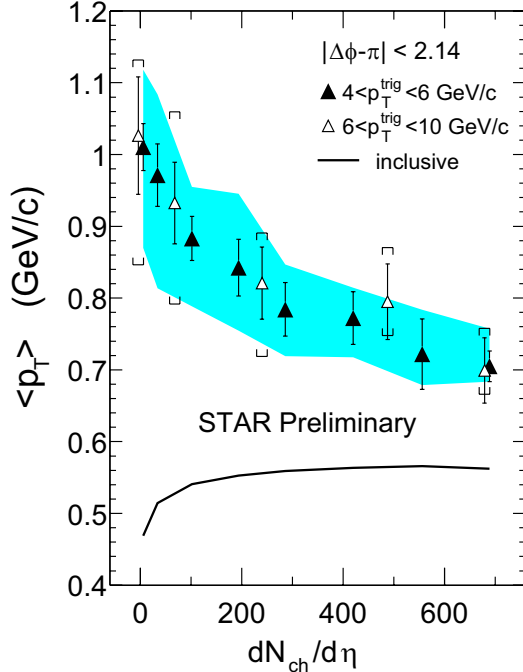 |Δϕ-π| < 2.14
4<p_T^trig<6 GeV/c
6<p_T^trig<10 GeV/c
inclusive
<p_T> (GeV/c)
1.2
1.1
1
0.9
0.8
0.7
0.6
0.5
0.4
STAR Preliminary
0 200 400 600
dN_ch/dη